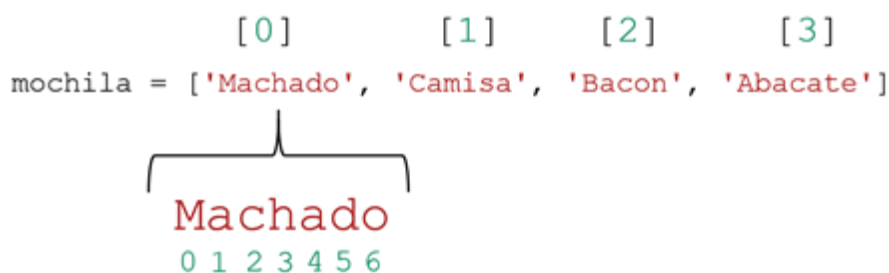 [0] [1] [2] [3]
mochila = ['Machado', 'Camisa', 'Bacon', 'Abacate']
Machado
0 1 2 3 4 5 6